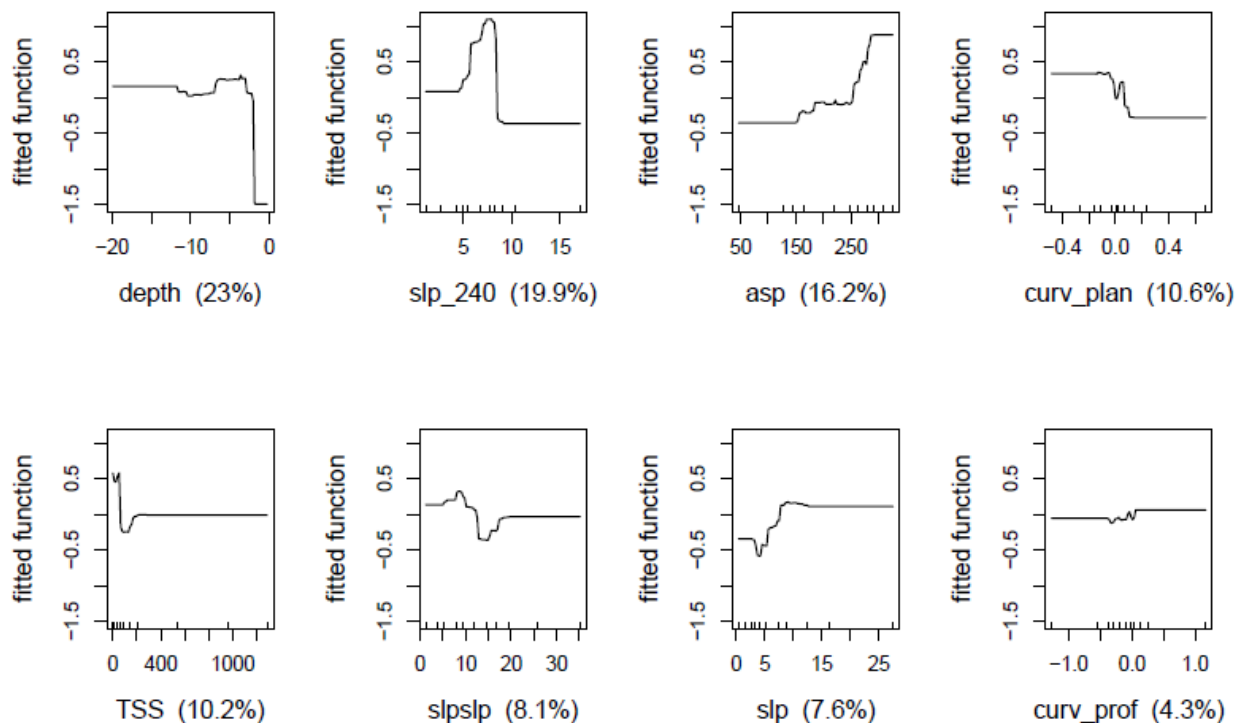 fitted function
0.5
−0.5
−1.5
−20 −10 0
depth (23%)
fitted function
0.5
−0.5
−1.5
5 10 15
slp_240 (19.9%)
fitted function
0.5
−0.5
−1.5
50 150 250
asp (16.2%)
fitted function
0.5
−0.5
−1.5
−0.4 0.0 0.4
curv_plan (10.6%)
fitted function
0.5
−0.5
−1.5
0 400 1000
TSS (10.2%)
fitted function
0.5
−0.5
−1.5
0 10 20 30
slpslp (8.1%)
fitted function
0.5
−0.5
−1.5
0 5 15 25
slp (7.6%)
fitted function
0.5
−0.5
−1.5
−1.0 0.0 1.0
curv_prof (4.3%)